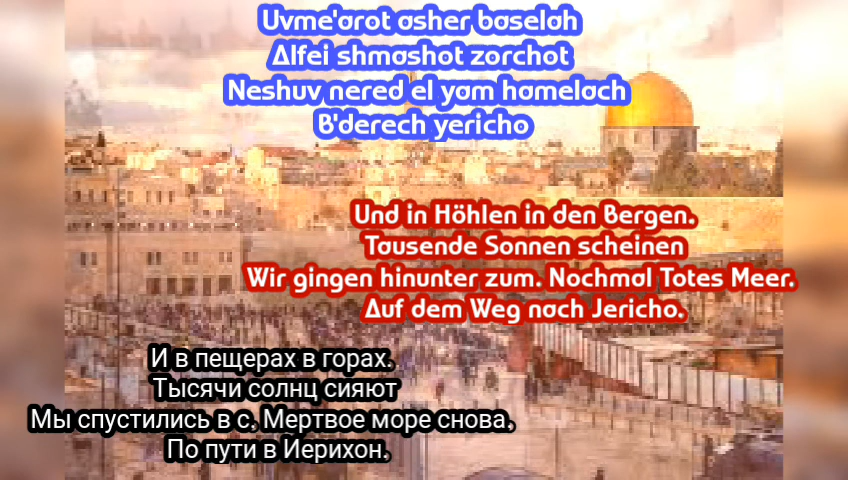 Uvme'arot asher baselah
Alfei shmashot zorchot
Neshuv nered el yam hamelach
B'derech yericho
Und in Höhlen in den Bergen.
Tausende Sonnen scheinen
Wir gingen hinunter zum. Nochmal Totes Meer.
Auf dem Weg nach Jericho.
И в пещерах в горах.
Тысячи солнц сияют
Мы спустились в с. Мертвое море снова.
По пути в Иерихон.